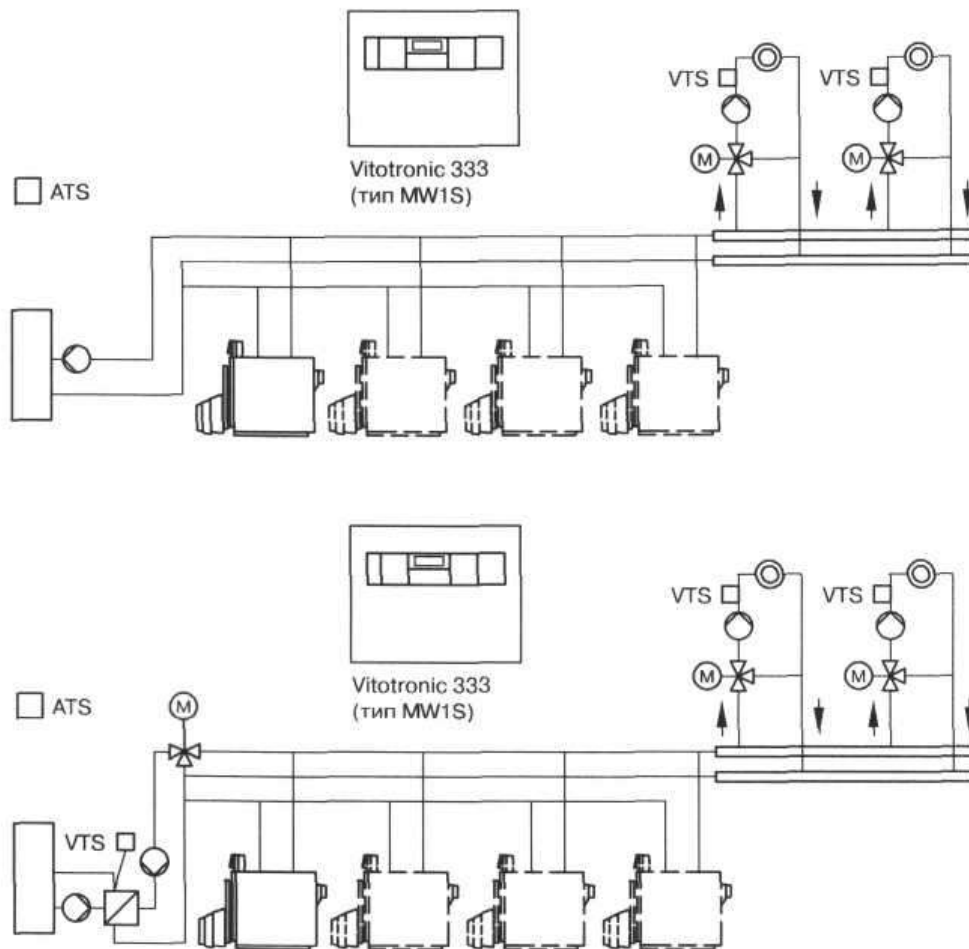 VTS
VTS
M
M
Vitotronic 333
(тип MW1S)
ATS
VTS
VTS
M
M
Vitotronic 333
(тип MW1S)
ATS
M
VTS